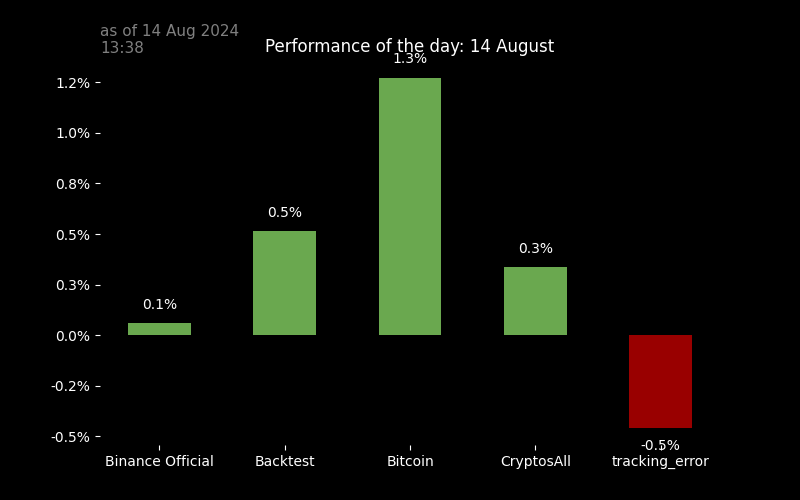 as of 14 Aug 2024
13:38
Performance of the day: 14 August
1.3%
1.2%
1.0%
0.8%
0.5%
0.5%
0.3%
0.3%
0.1%
0.0%
-0.2%
-0.5%
-0.5%
Binance Official
Backtest
Bitcoin
CryptosAll
tracking_error